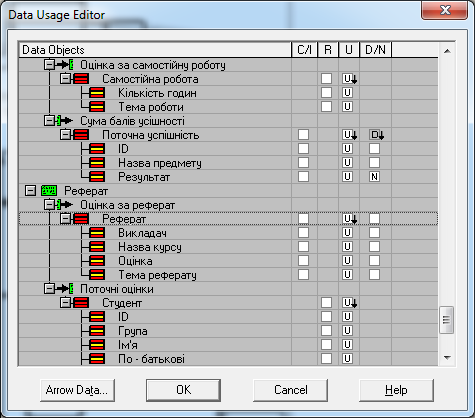 Data Usage Editor
Data Objects C/I R U D/N
Оцінка за самостійну роботу
Самостійна робота U
Кількість годин U
Тема роботи U
Сума балів усішності
Поточна успішність U D
ID
Назва предмету
Результат N
Реферат
Оцінка за реферат
Реферат U
Викладач U
Назва курсу U
Оцінка U
Тема реферату U
Поточні оцінки
Студент U
ID U
Група U
Ім'я U
По - батькові U
Arrow Data... OK Cancel Help